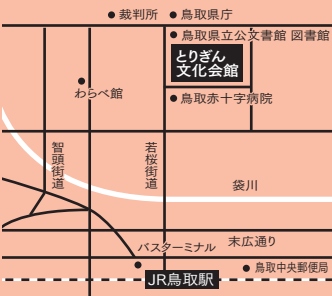 裁判所
鳥取県庁
鳥取県立公文書館 図書館
とりぎん
文化会館
わらべ館
鳥取赤十字病院
智頭街道
若桜街道
袋川
バスターミナル
末広通り
鳥取中央郵便局
JR鳥取駅